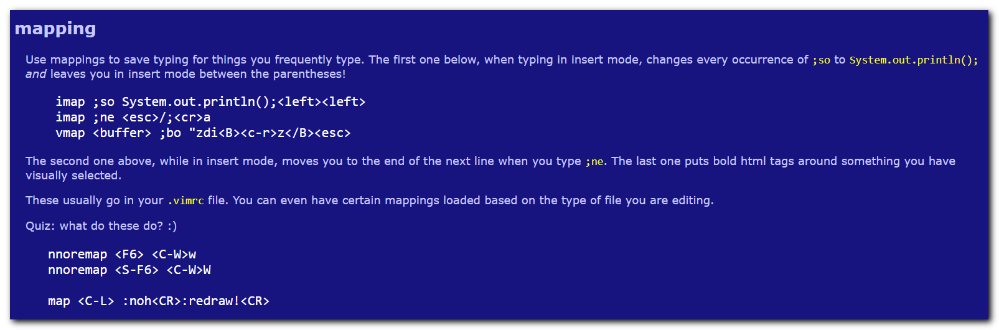 mapping
Use mappings to save typing for things you frequently type. The first one below, when typing in insert mode, changes every occurrence of ;so to System.out.println();
and leaves you in insert mode between the parentheses!
imap ;so System.out.println();<left><left>
imap ;ne <esc>/;<cr>a
vmap <buffer> ;bo "zdi<B><c-r>z</B><esc>
The second one above, while in insert mode, moves you to the end of the next line when you type ;ne. The last one puts bold html tags around something you have
visually selected.
These usually go in your .vimrc file. You can even have certain mappings loaded based on the type of file you are editing.
Quiz: what do these do? :)
nnoremap <F6> <C-W>w
nnoremap <S-F6> <C-W>W
map <C-L> :noh<CR>:redraw!<CR>